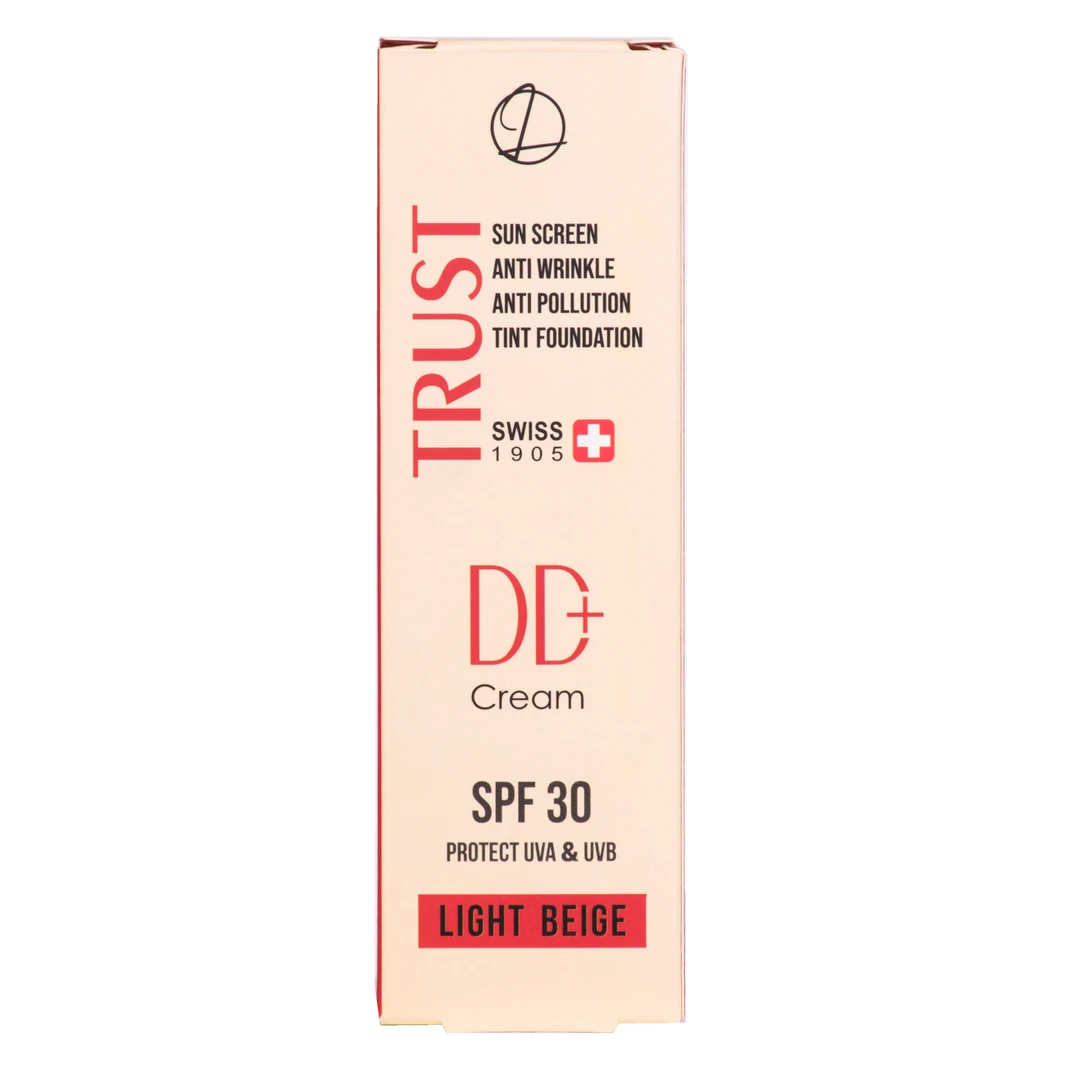 TRUST
SUN SCREEN
ANTI WRINKLE
ANTI POLLUTION
TINT FOUNDATION
SWISS
1905
DD+
Cream
SPF 30
PROTECT UVA & UVB
LIGHT BEIGE